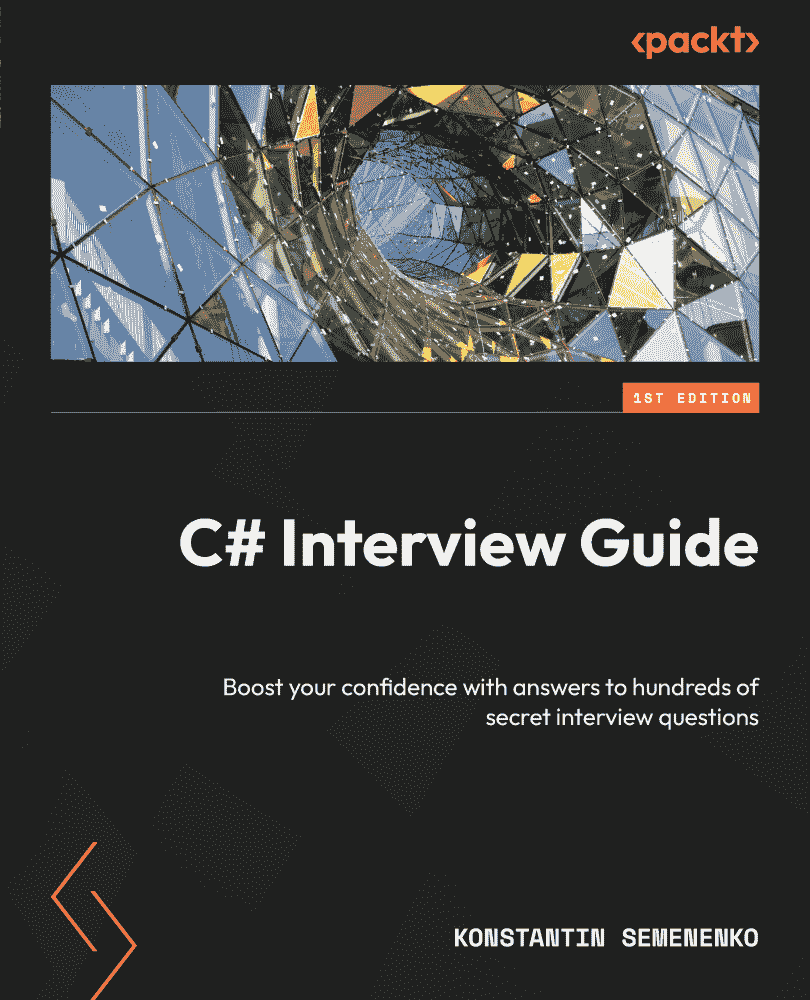 <packt>
1ST EDITION
C# Interview Guide
Boost your confidence with answers to hundreds of
secret interview questions
KONSTANTIN SEMENENKO